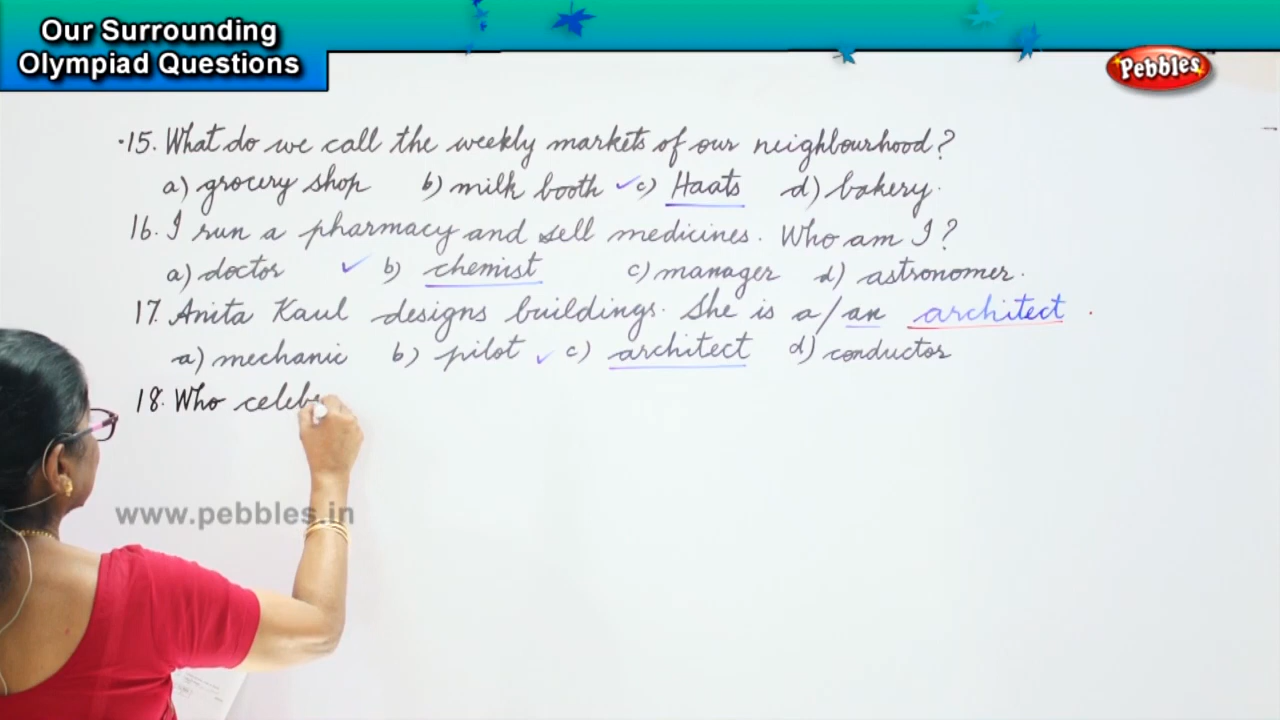 Our Surrounding
Olympiad Questions
Pebbles
15. What do we call the weekly markets of our neighbourhood?
a) grocery shop b) milk booth ✓c) Haats d) bakery.
16. I run a pharmacy and sell medicines. Who am I?
a) doctor ✓ b) chemist c) manager d) astronomer.
17. Anita Kaul designs buildings. She is a/an architect .
a) mechanic b) pilot ✓ c) architect d) conductor
18. Who celeb
www.pebbles.in